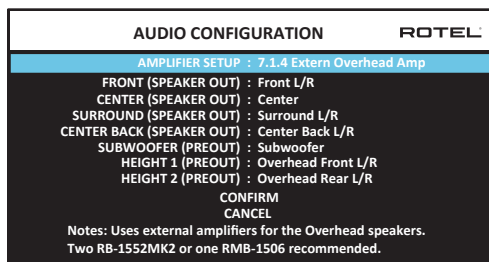 AUDIO CONFIGURATION ROTEL
AMPLIFIER SETUP : 7.1.4 Extern Overhead Amp
FRONT (SPEAKER OUT) : Front L/R
CENTER (SPEAKER OUT) : Center
SURROUND (SPEAKER OUT) : Surround L/R
CENTER BACK (SPEAKER OUT) : Center Back L/R
SUBWOOFER (PREOUT) : Subwoofer
HEIGHT 1 (PREOUT) : Overhead Front L/R
HEIGHT 2 (PREOUT) : Overhead Rear L/R
CONFIRM
CANCEL
Notes: Uses external amplifiers for the Overhead speakers.
Two RB-1552MK2 or one RMB-1506 recommended.